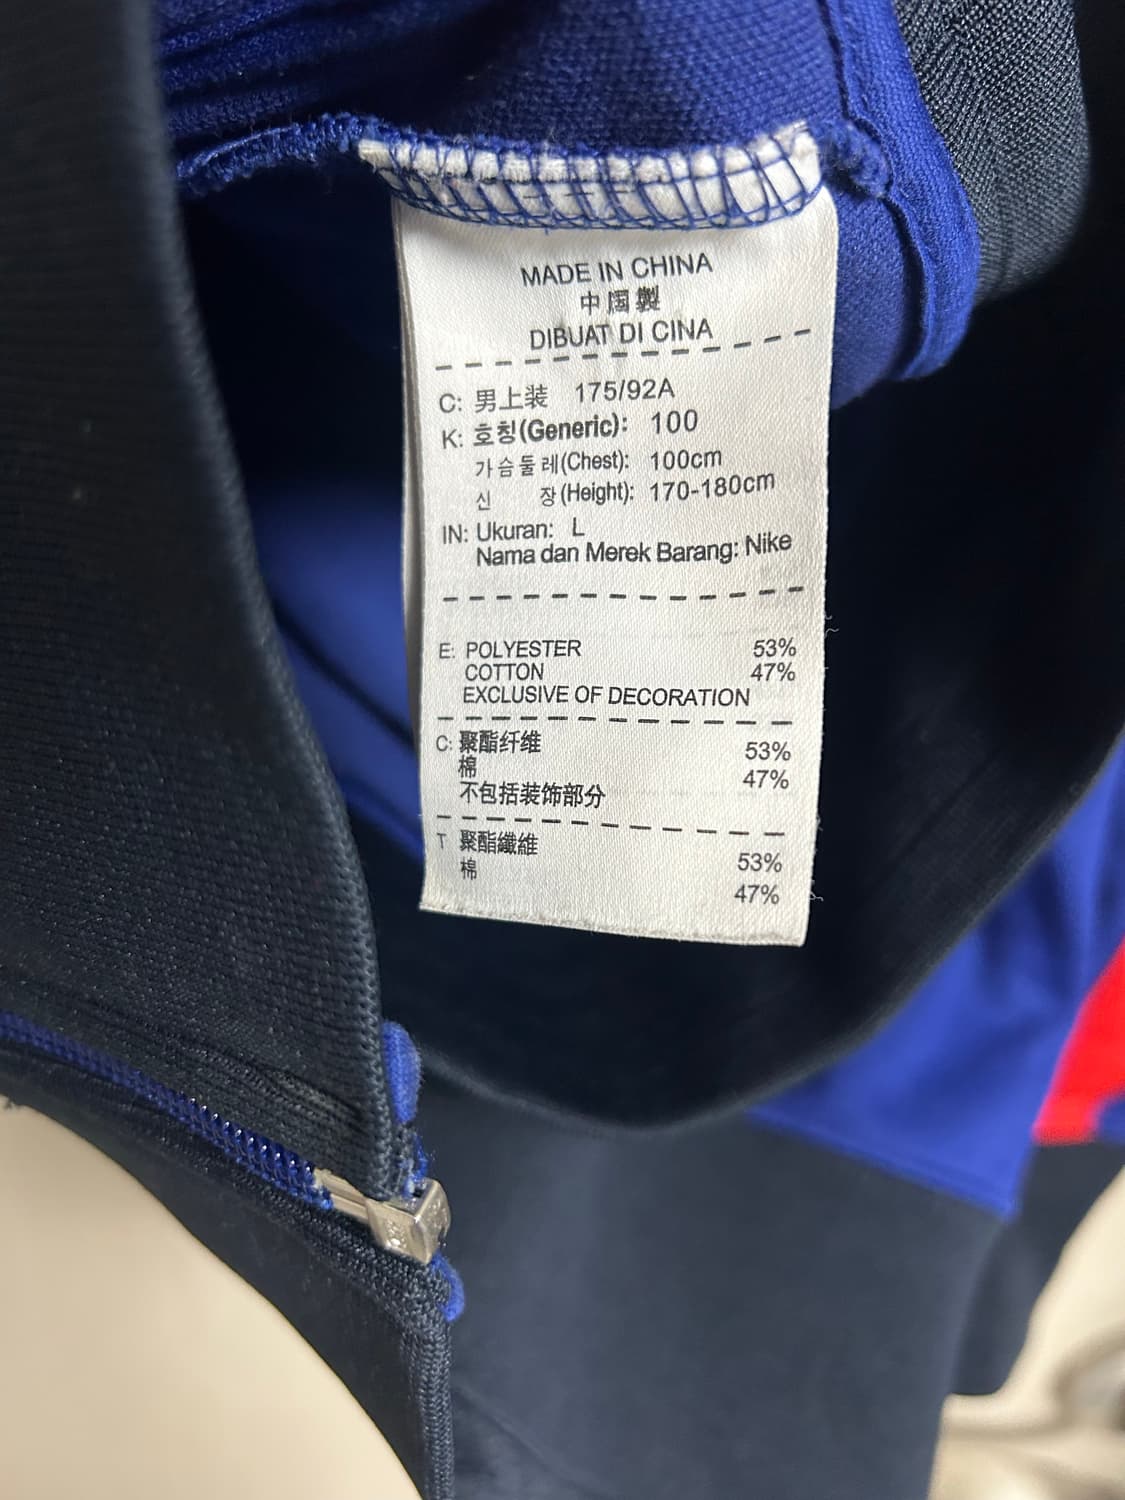 MADE IN CHINA
中国製
DIBUAT DI CINA
C: 男上装 175/92A
K: 호칭(Generic): 100
가슴둘레(Chest): 100cm
신 장(Height): 170-180cm
IN: Ukuran: L
Nama dan Merek Barang: Nike
E: POLYESTER 53%
COTTON 47%
EXCLUSIVE OF DECORATION
C: 聚酯纤维 53%
棉 47%
不包括装饰部分
T 聚酯纖維 53%
棉 47%